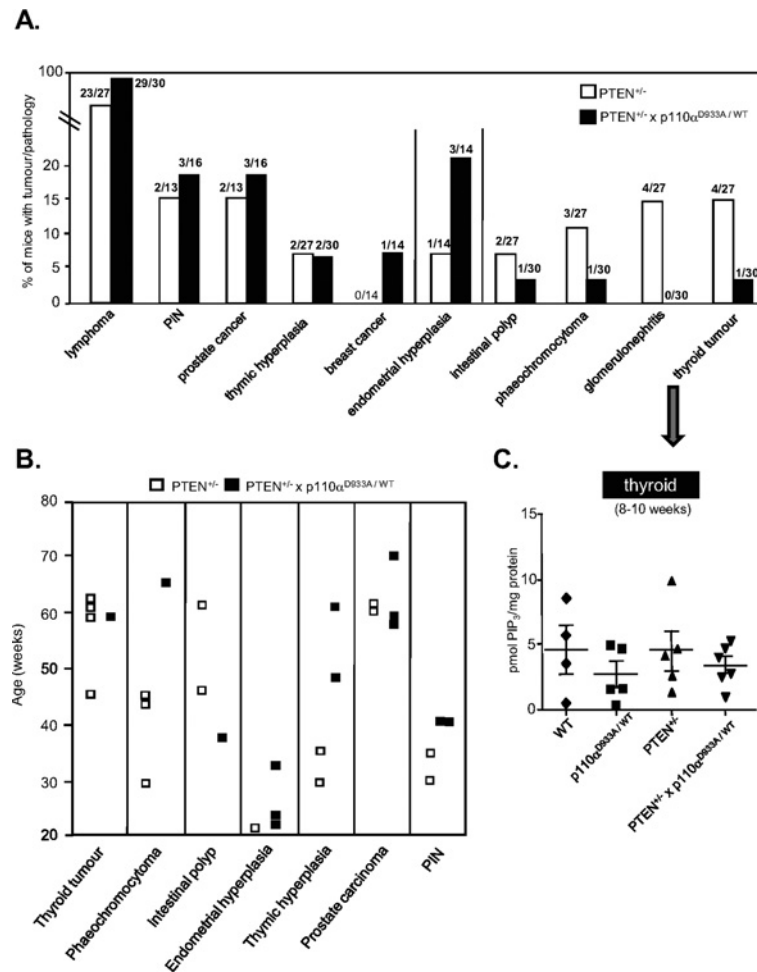 A.
% of mice with tumour/pathology
100
20
15
10
5
0
PTEN+/-
PTEN+/- x p110αD933A / WT
23/27 29/30
2/13 3/16
2/13 3/16
2/27 2/30
0/14 1/14
1/14 3/14
2/27 1/30
3/27 1/30
4/27 0/30
4/27 1/30
lymphoma
PIN
prostate cancer
thymic hyperplasia
breast cancer
endometrial hyperplasia
intestinal polyp
phaeochromocytoma
glomerulonephritis
thyroid tumour
B.
PTEN+/- PTEN+/- x p110αD933A / WT
Age (weeks)
80
70
60
50
40
30
20
Thyroid tumour
Phaeochromocytoma
Intestinal polyp
Endometrial hyperplasia
Thymic hyperplasia
Prostate carcinoma
PIN
C.
thyroid
(8-10 weeks)
pmol PIP3/mg protein
15
10
5
0
WT
p110αD933A / WT
PTEN+/-
PTEN+/- x p110αD933A / WT